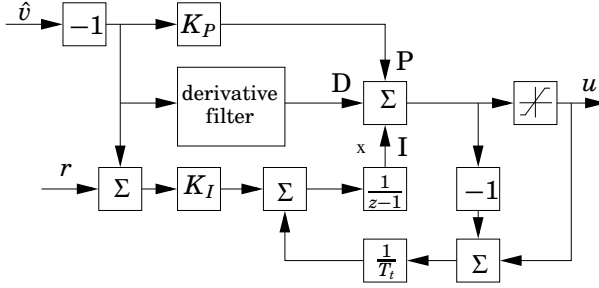 v̂
−1
K_P
P
derivative
filter
D
Σ
u
x
I
r
Σ
K_I
Σ
1/(z−1)
−1
1/T_t
Σ